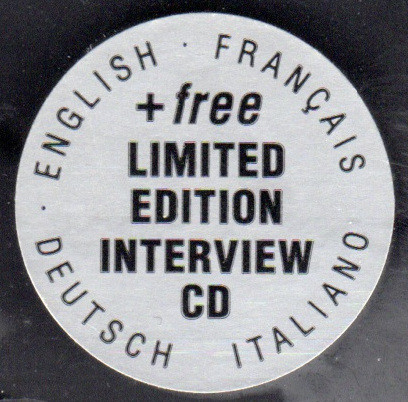 · ENGLISH · FRANÇAIS
+ free
LIMITED
EDITION
INTERVIEW
CD
DEUTSCH ITALIANO